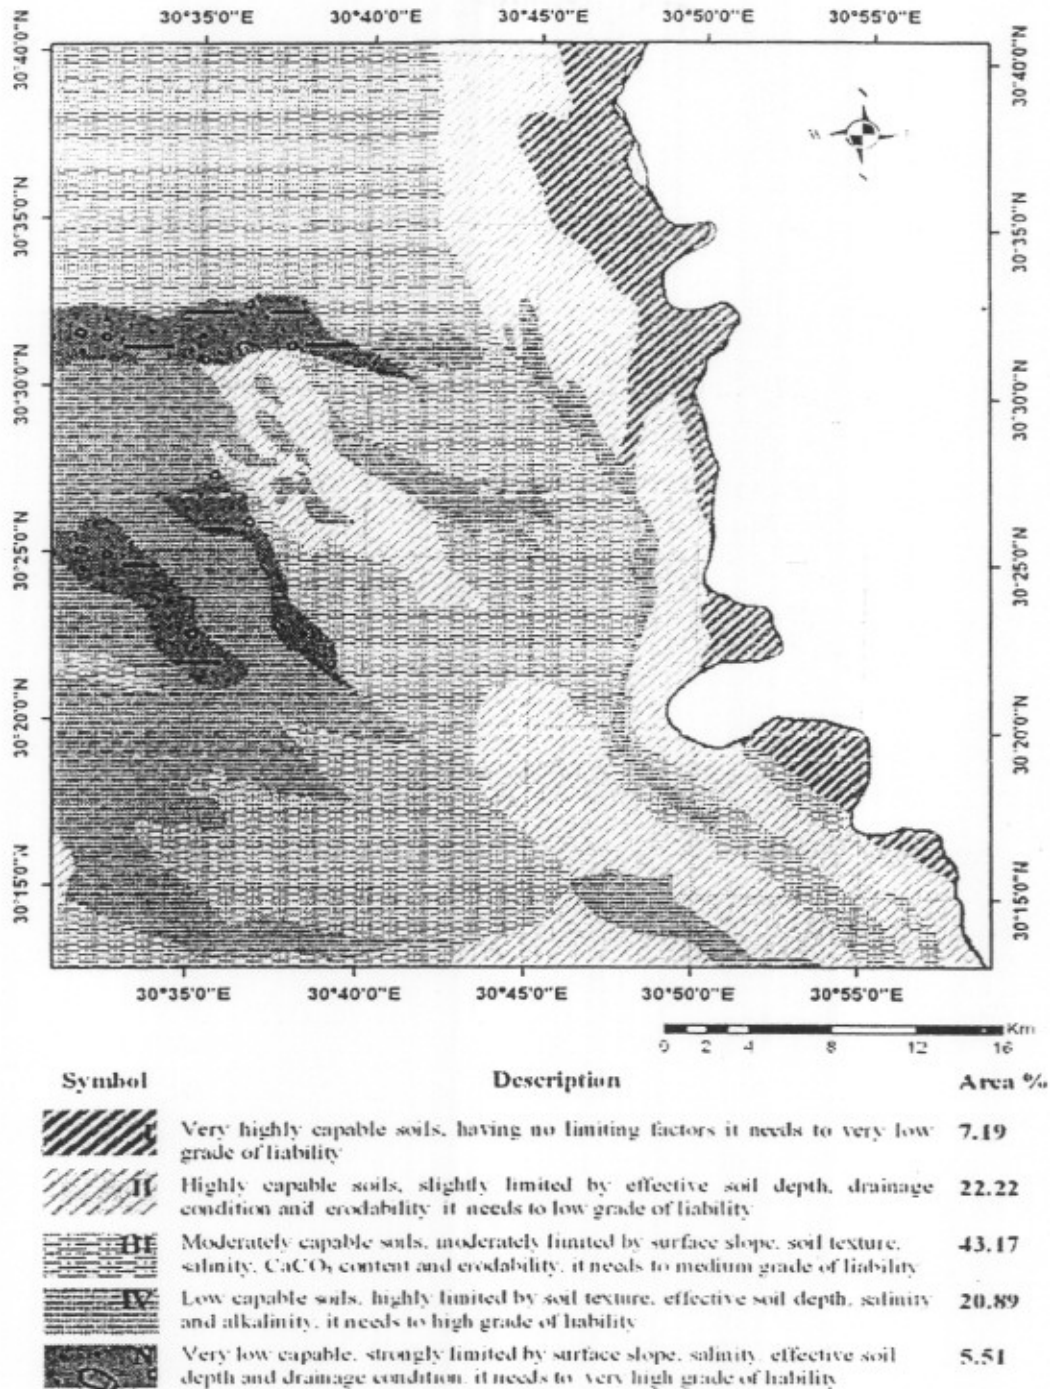 30°35'0"E 30°40'0"E 30°45'0"E 30°50'0"E 30°55'0"E
30°40'0"N 30°40'0"N
30°35'0"N 30°35'0"N
30°30'0"N 30°30'0"N
30°25'0"N 30°25'0"N
30°20'0"N 30°20'0"N
30°15'0"N 30°15'0"N
30°35'0"E 30°40'0"E 30°45'0"E 30°50'0"E 30°55'0"E
Km
0 2 4 8 12 16
Symbol Description Area %
I Very highly capable soils, having no limiting factors it needs to very low 7.19
grade of liability
II Highly capable soils, slightly limited by effective soil depth, drainage 22.22
condition and erodability it needs to low grade of liability
III Moderately capable soils, moderately limited by surface slope, soil texture, 43.17
salinity, CaCO₃ content and erodability, it needs to medium grade of liability
IV Low capable soils, highly limited by soil texture, effective soil depth, salinity 20.89
and alkalinity, it needs to high grade of liability
N Very low capable, strongly limited by surface slope, salinity, effective soil 5.51
depth and drainage condition, it needs to very high grade of liability